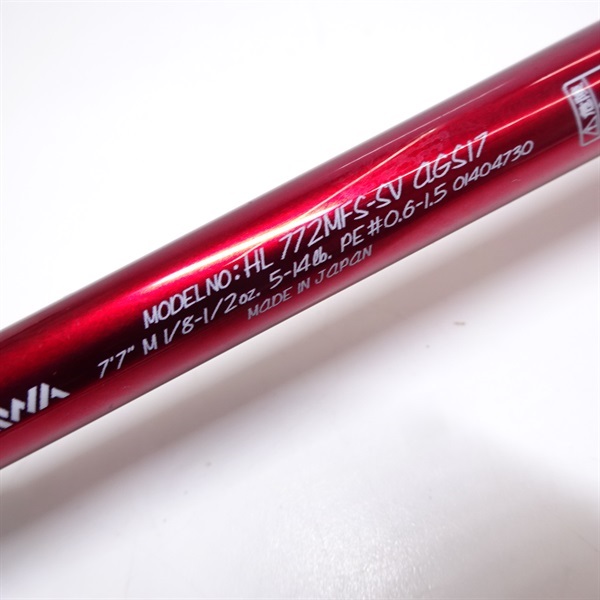 MODEL NO: HL 772MFS-SV AGS17
7'7" M 1/8-1/2oz. 5-14lb. PE#0.6-1.5 01404730
MADE IN JAPAN